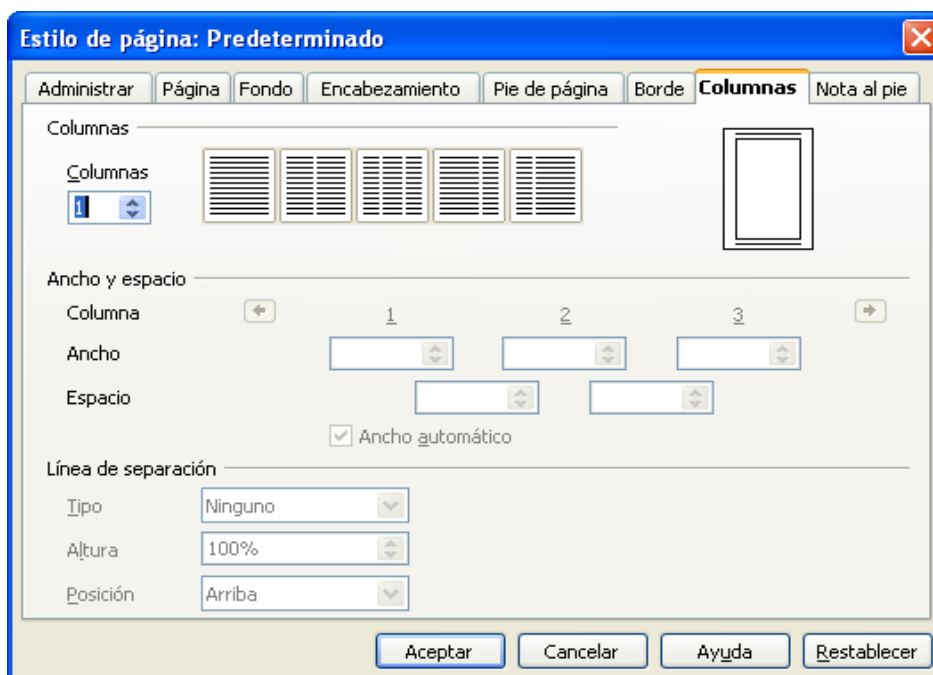 Estilo de página: Predeterminado
Administrar Página Fondo Encabezamiento Pie de página Borde Columnas Nota al pie
Columnas
Columnas
1
Ancho y espacio
Columna 1 2 3
Ancho
Espacio
Ancho automático
Línea de separación
Tipo Ninguno
Altura 100%
Posición Arriba
Aceptar Cancelar Ayuda Restablecer